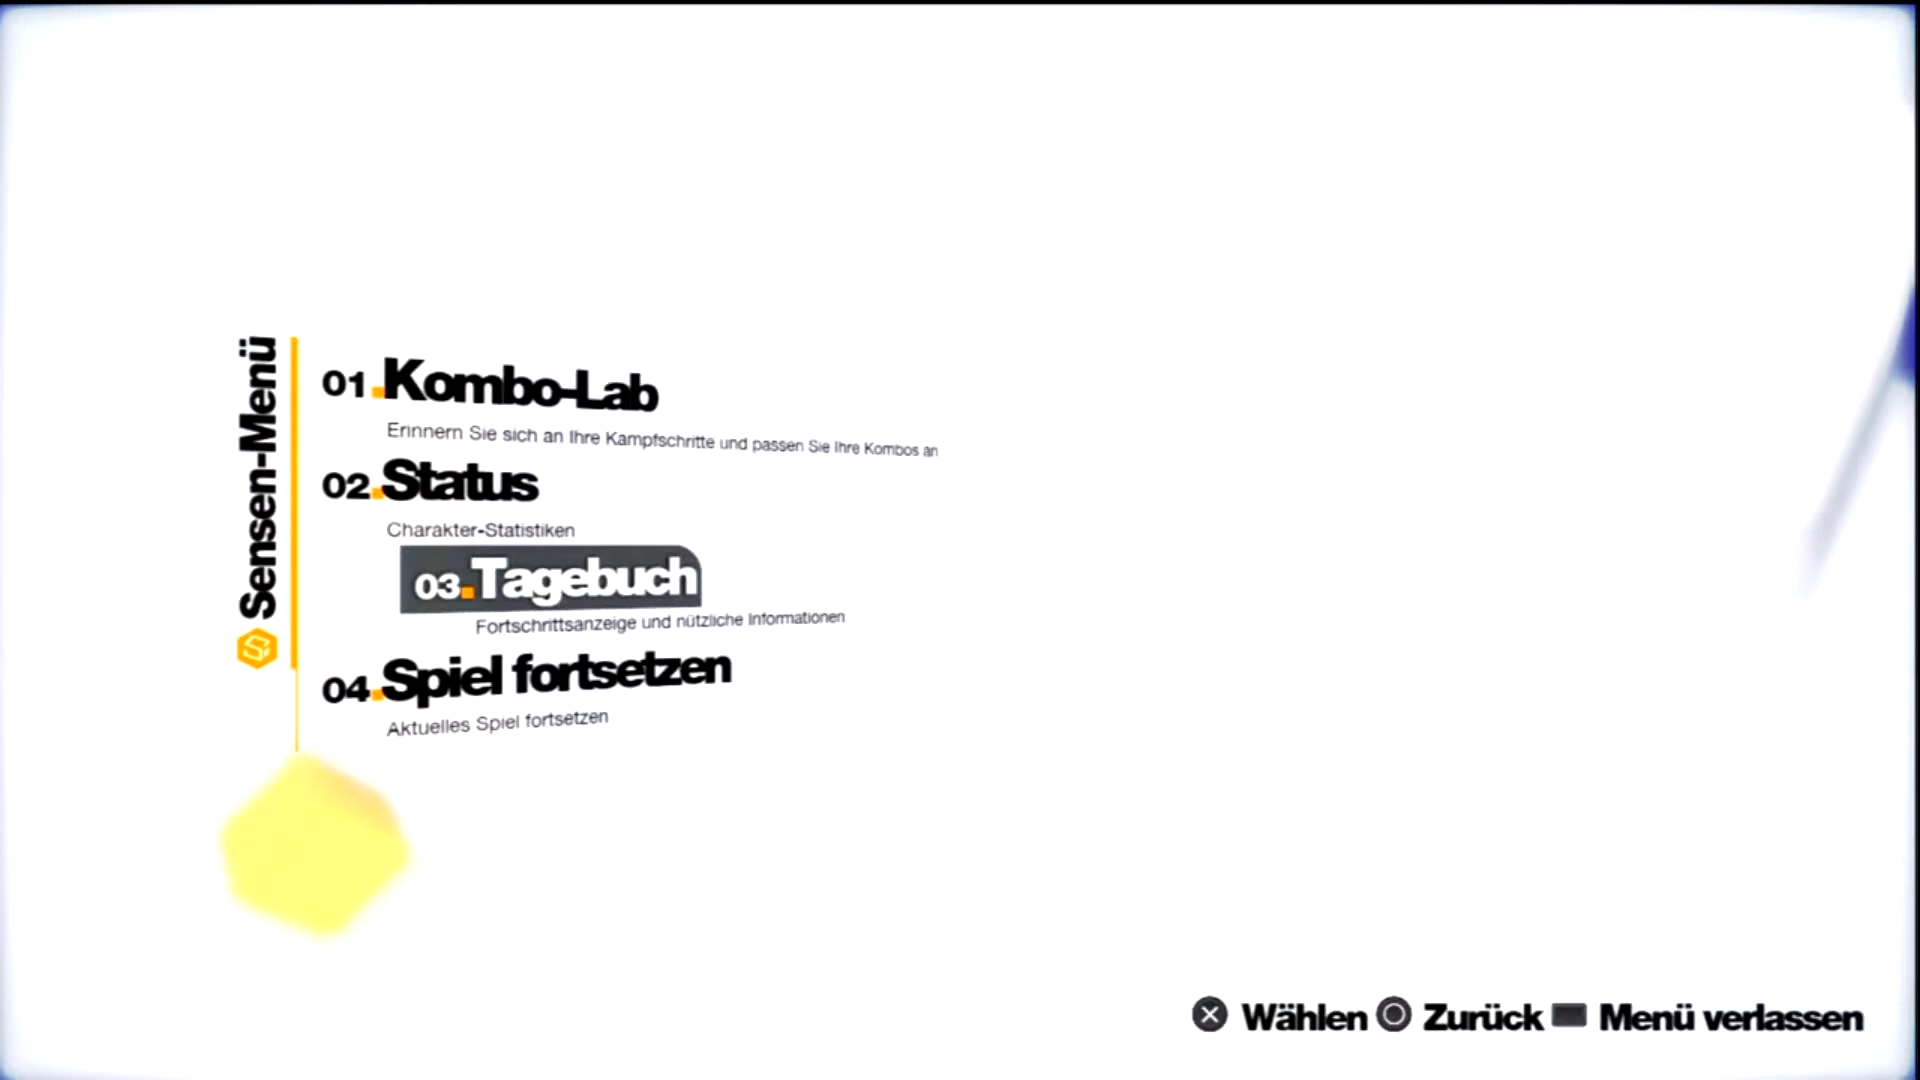 Sensen-Menü
01.Kombo-Lab
Erinnern Sie sich an Ihre Kampfschritte und passen Sie Ihre Kombos an
02.Status
Charakter-Statistiken
03.Tagebuch
Fortschrittsanzeige und nützliche Informationen
04.Spiel fortsetzen
Aktuelles Spiel fortsetzen
Wählen Zurück Menü verlassen